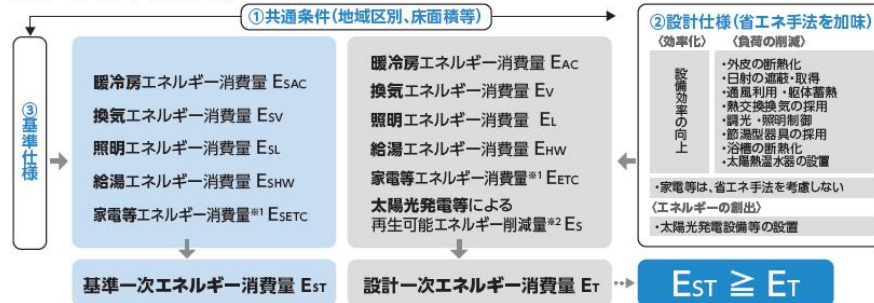 ①共通条件(地域区別、床面積等)
③基準仕様
暖冷房エネルギー消費量 ESAC
換気エネルギー消費量 ESV
照明エネルギー消費量 ESL
給湯エネルギー消費量 ESHW
家電等エネルギー消費量※1 ESETC
暖冷房エネルギー消費量 EAC
換気エネルギー消費量 EV
照明エネルギー消費量 EL
給湯エネルギー消費量 EHW
家電等エネルギー消費量※1 EETC
太陽光発電等による
再生可能エネルギー削減量※2 ES
②設計仕様(省エネ手法を加味)
〈効率化〉
設備効率の向上
〈負荷の削減〉
・外皮の断熱化
・日射の遮蔽・取得
・通風利用・躯体蓄熱
・熱交換換気の採用
・調光・照明制御
・節湯型器具の採用
・浴槽の断熱化
・太陽熱温水器の設置
・家電等は、省エネ手法を考慮しない
〈エネルギーの創出〉
・太陽光発電設備等の設置
基準一次エネルギー消費量 EST
設計一次エネルギー消費量 ET
EST ≧ ET